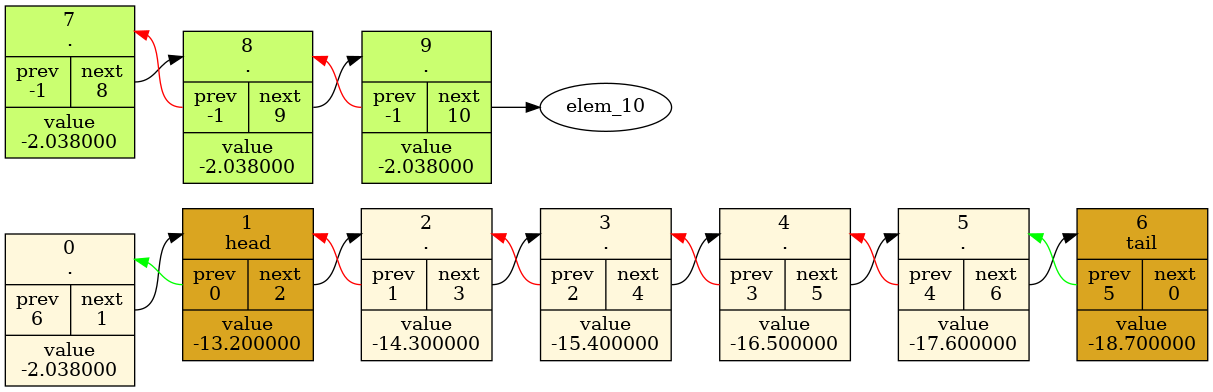 7
.
prev next
-1 8
value
-2.038000
8
.
prev next
-1 9
value
-2.038000
9
.
prev next
-1 10
value
-2.038000
elem_10
0
.
prev next
6 1
value
-2.038000
1
head
prev next
0 2
value
-13.200000
2
.
prev next
1 3
value
-14.300000
3
.
prev next
2 4
value
-15.400000
4
.
prev next
3 5
value
-16.500000
5
.
prev next
4 6
value
-17.600000
6
tail
prev next
5 0
value
-18.700000